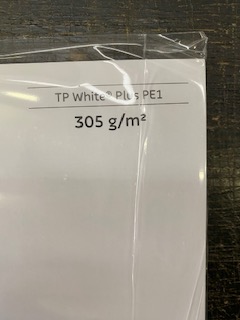 TP White® Plus PE1
305 g/m²